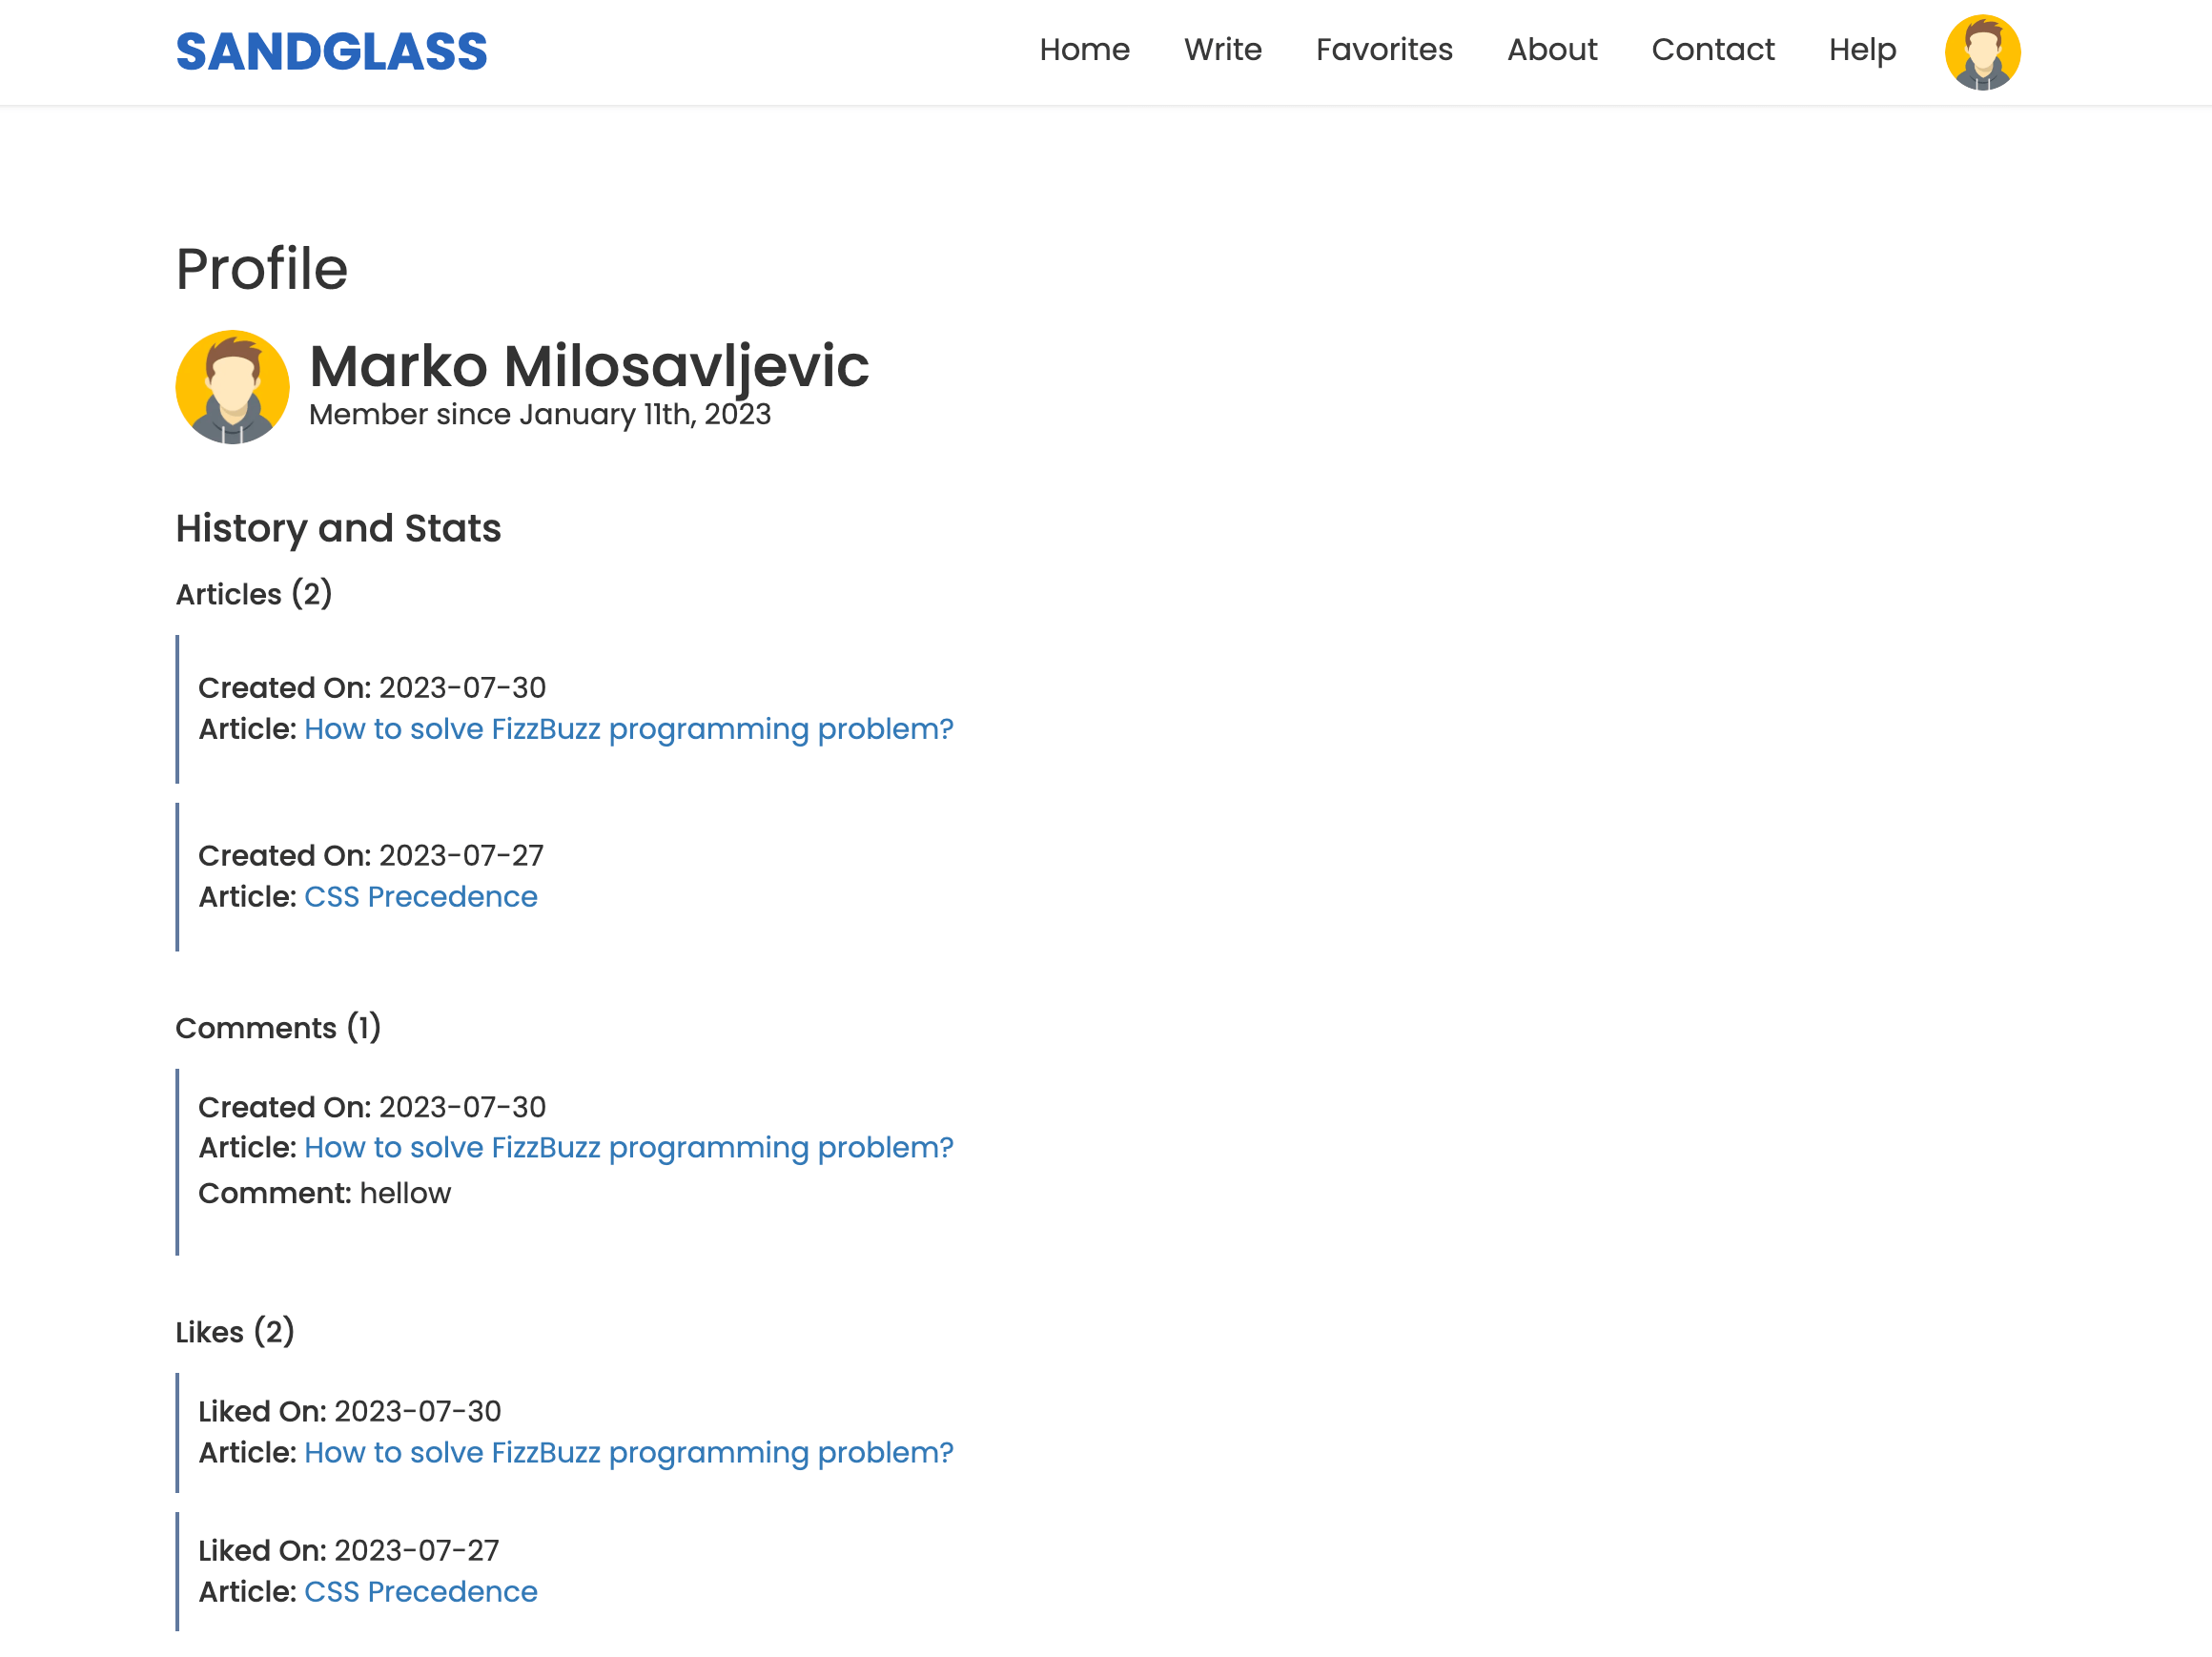 SANDGLASS
Home Write Favorites About Contact Help
Profile
Marko Milosavljevic
Member since January 11th, 2023
History and Stats
Articles (2)
Created On: 2023-07-30
Article: How to solve FizzBuzz programming problem?
Created On: 2023-07-27
Article: CSS Precedence
Comments (1)
Created On: 2023-07-30
Article: How to solve FizzBuzz programming problem?
Comment: hellow
Likes (2)
Liked On: 2023-07-30
Article: How to solve FizzBuzz programming problem?
Liked On: 2023-07-27
Article: CSS Precedence